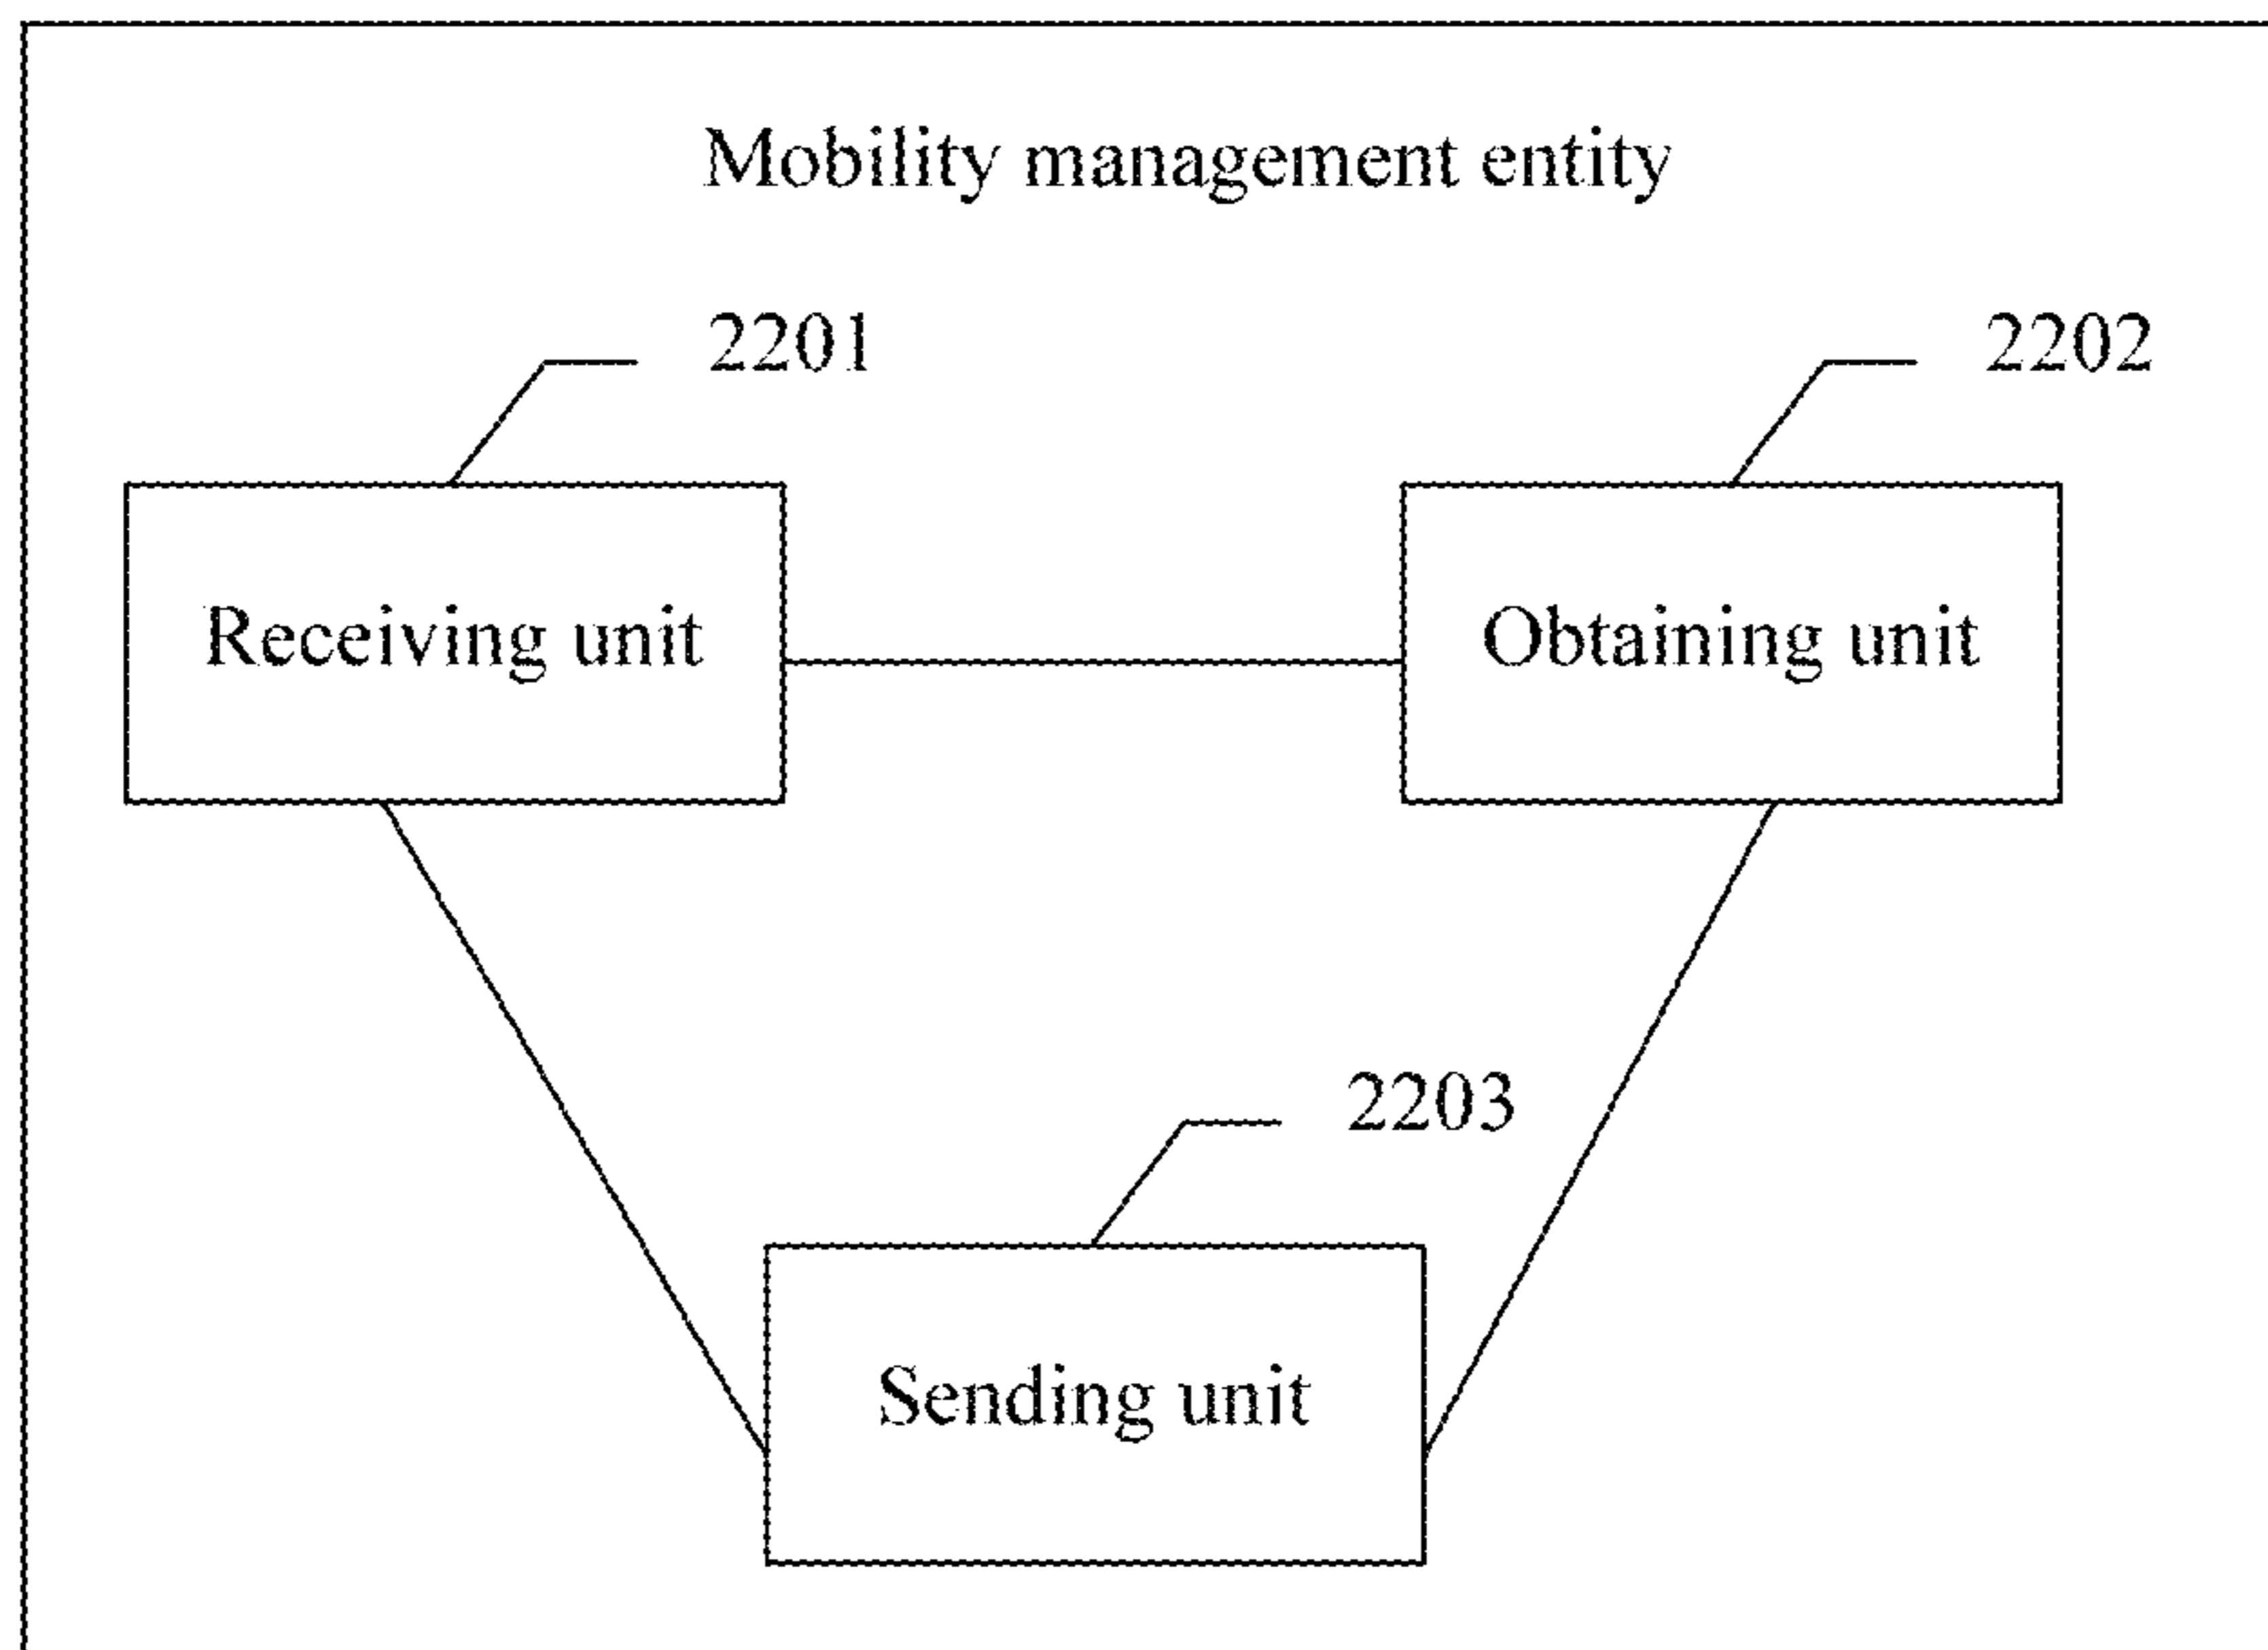 Mobility management entity
2201
2202
Receiving unit
Obtaining unit
2203
Sending unit